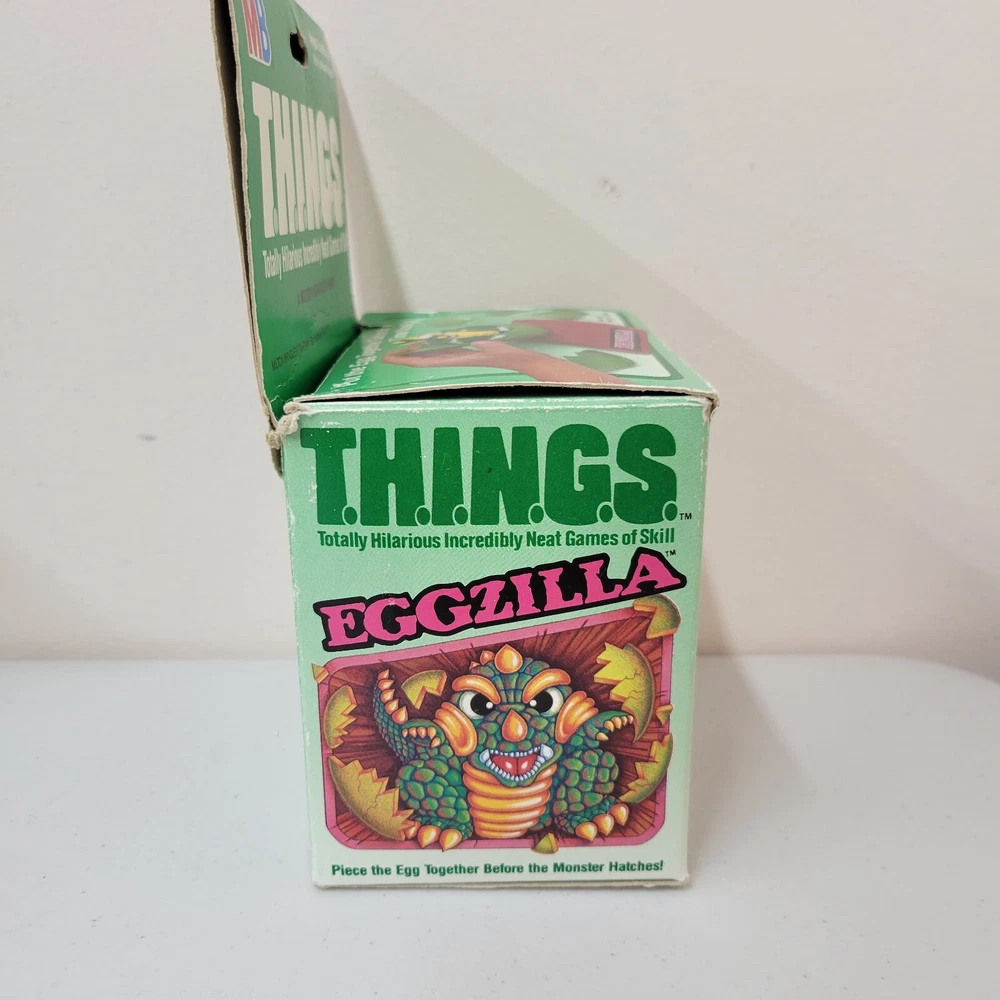 MB
T.H.I.N.G.S.
Totally Hilarious Incredibly Neat Games of
T.H.I.N.G.S.™
Totally Hilarious Incredibly Neat Games of Skill
EGGZILLA™
Piece the Egg Together Before the Monster Hatches!